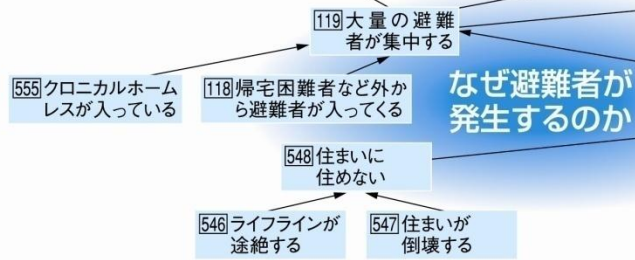 119 大量の避難
者が集中する
555 クロニカルホーム
レスが入っている
118 帰宅困難者など外か
ら避難者が入ってくる
なぜ避難者が
発生するのか
548 住まいに
住めない
546 ライフラインが
途絶する
547 住まいが
倒壊する